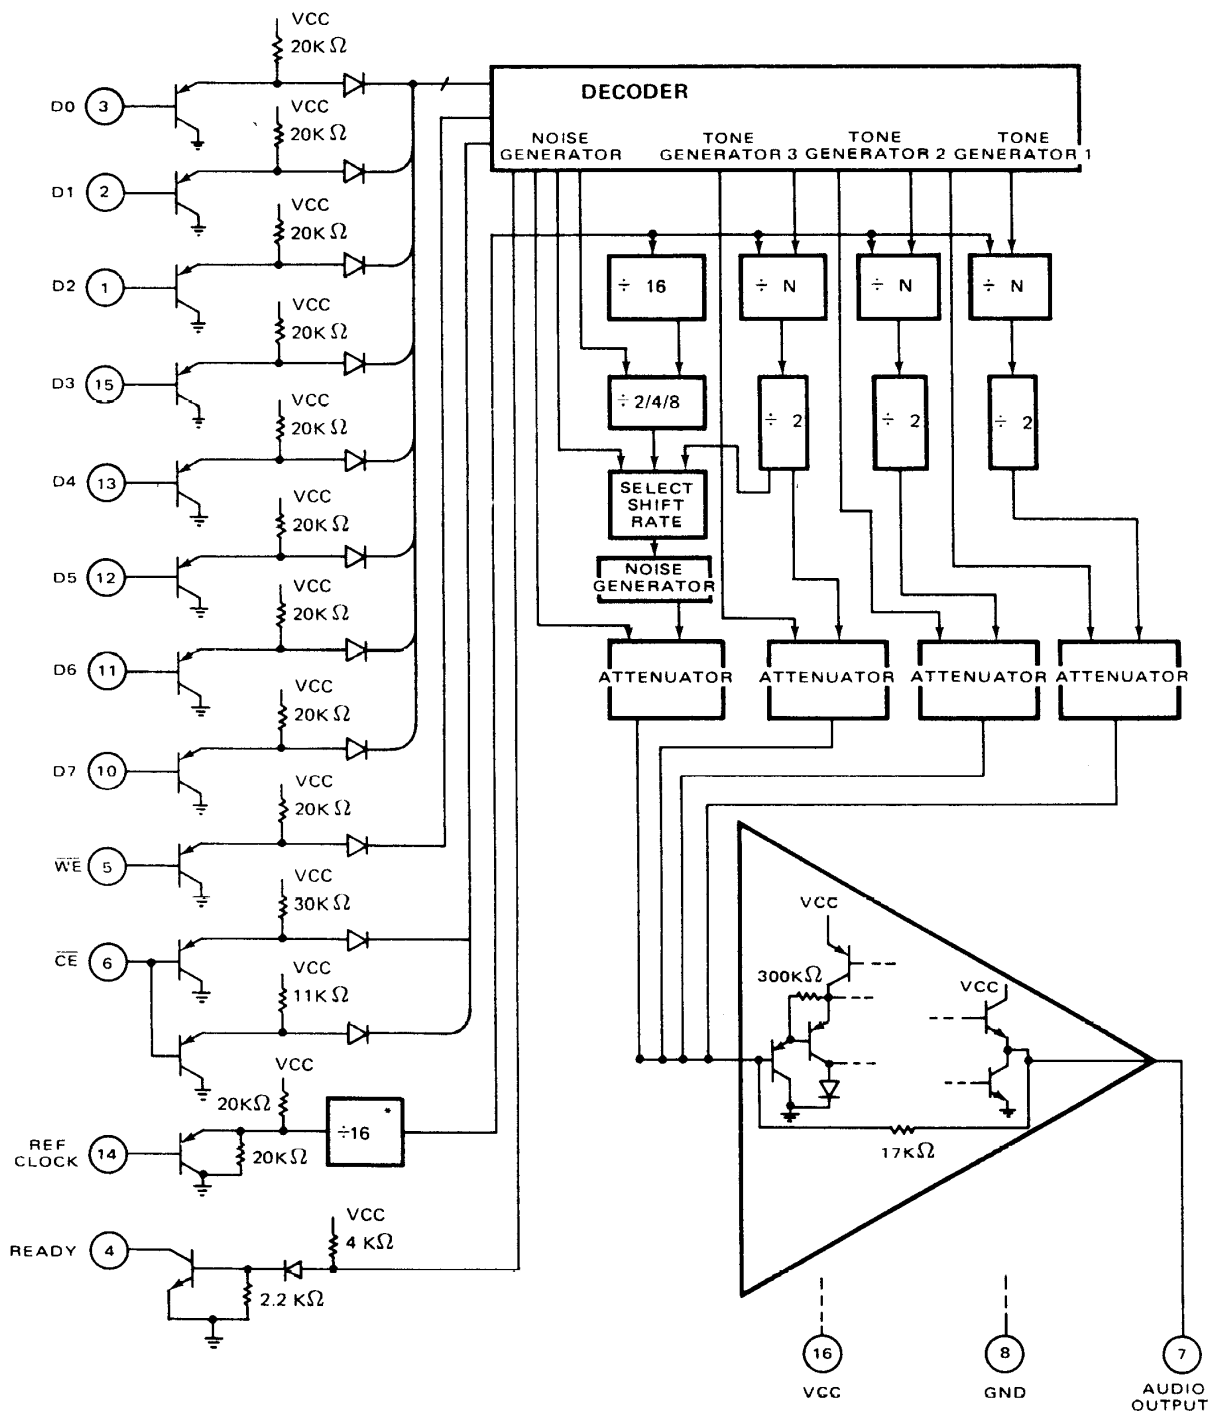 VCC
20K Ω
D0 3
VCC
20K Ω
D1 2
VCC
20K Ω
D2 1
VCC
20K Ω
D3 15
VCC
20K Ω
D4 13
VCC
20K Ω
D5 12
VCC
20K Ω
D6 11
VCC
20K Ω
D7 10
VCC
20K Ω
WE 5
VCC
30K Ω
CE 6
VCC
11K Ω
VCC
20KΩ
÷16 *
REF
CLOCK 14
20KΩ
VCC
4 KΩ
READY 4
2.2 KΩ
DECODER
NOISE
GENERATOR
TONE
GENERATOR 3
TONE
GENERATOR 2
TONE
GENERATOR 1
÷ 16
÷ N
÷ N
÷ N
÷ 2/4/8
÷ 2
÷ 2
÷ 2
SELECT
SHIFT
RATE
NOISE
GENERATOR
ATTENUATOR
ATTENUATOR
ATTENUATOR
ATTENUATOR
VCC
300KΩ
VCC
17KΩ
16
VCC
8
GND
7
AUDIO
OUTPUT